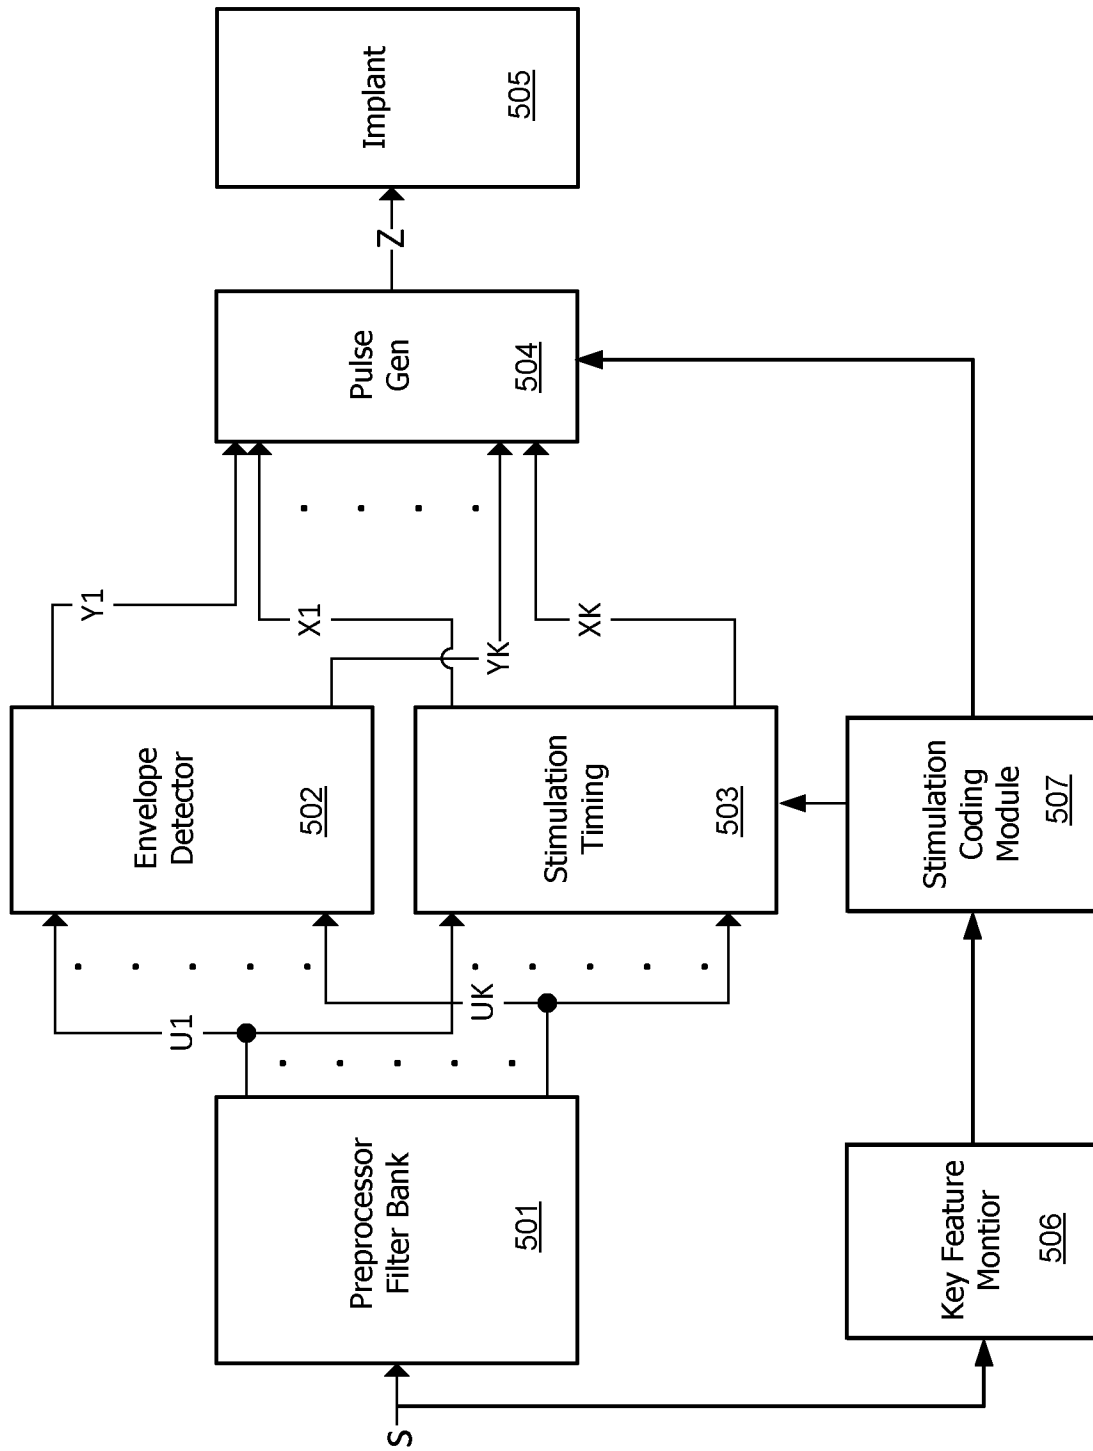 S
Preprocessor
Filter Bank
501
U1
UK
Envelope
Detector
502
Stimulation
Timing
503
Y1
X1
YK
XK
Pulse
Gen
504
Z
Implant
505
Key Feature
Montior
506
Stimulation
Coding
Module
507